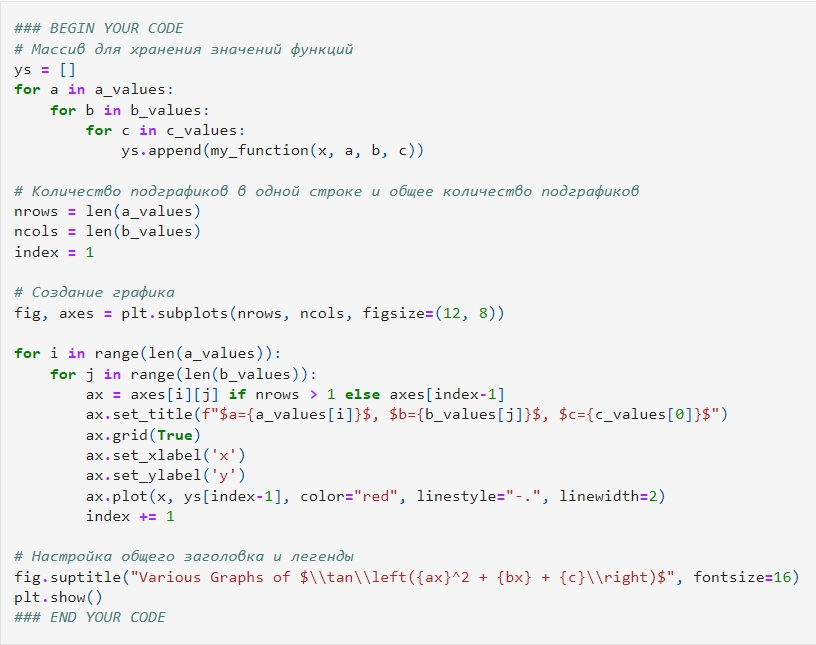 ### BEGIN YOUR CODE
# Массив для хранения значений функций
ys = []
for a in a_values:
    for b in b_values:
        for c in c_values:
            ys.append(my_function(x, a, b, c))

# Количество подграфиков в одной строке и общее количество подграфиков
nrows = len(a_values)
ncols = len(b_values)
index = 1

# Создание графика
fig, axes = plt.subplots(nrows, ncols, figsize=(12, 8))

for i in range(len(a_values)):
    for j in range(len(b_values)):
        ax = axes[i][j] if nrows > 1 else axes[index-1]
        ax.set_title(f"$a={a_values[i]}$, $b={b_values[j]}$, $c={c_values[0]}$")
        ax.grid(True)
        ax.set_xlabel('x')
        ax.set_ylabel('y')
        ax.plot(x, ys[index-1], color="red", linestyle="-.", linewidth=2)
        index += 1

# Настройка общего заголовка и легенды
fig.suptitle("Various Graphs of $\\tan\\left({ax}^2 + {bx} + {c}\\right)$", fontsize=16)
plt.show()
### END YOUR CODE